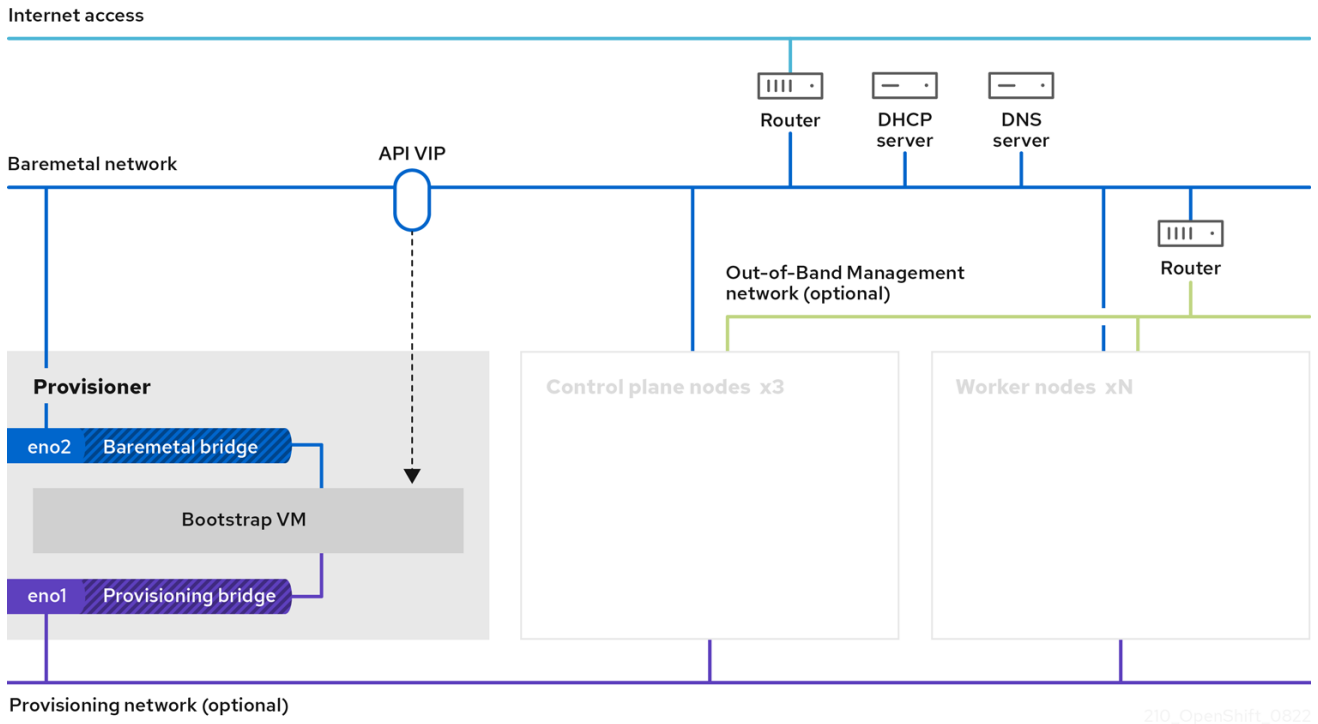 Internet access
Router
DHCP
server
DNS
server
API VIP
Baremetal network
Router
Out-of-Band Management
network (optional)
Provisioner
Control plane nodes x3
Worker nodes xN
eno2
Baremetal bridge
Bootstrap VM
eno1
Provisioning bridge
Provisioning network (optional)
210_OpenShift_0822